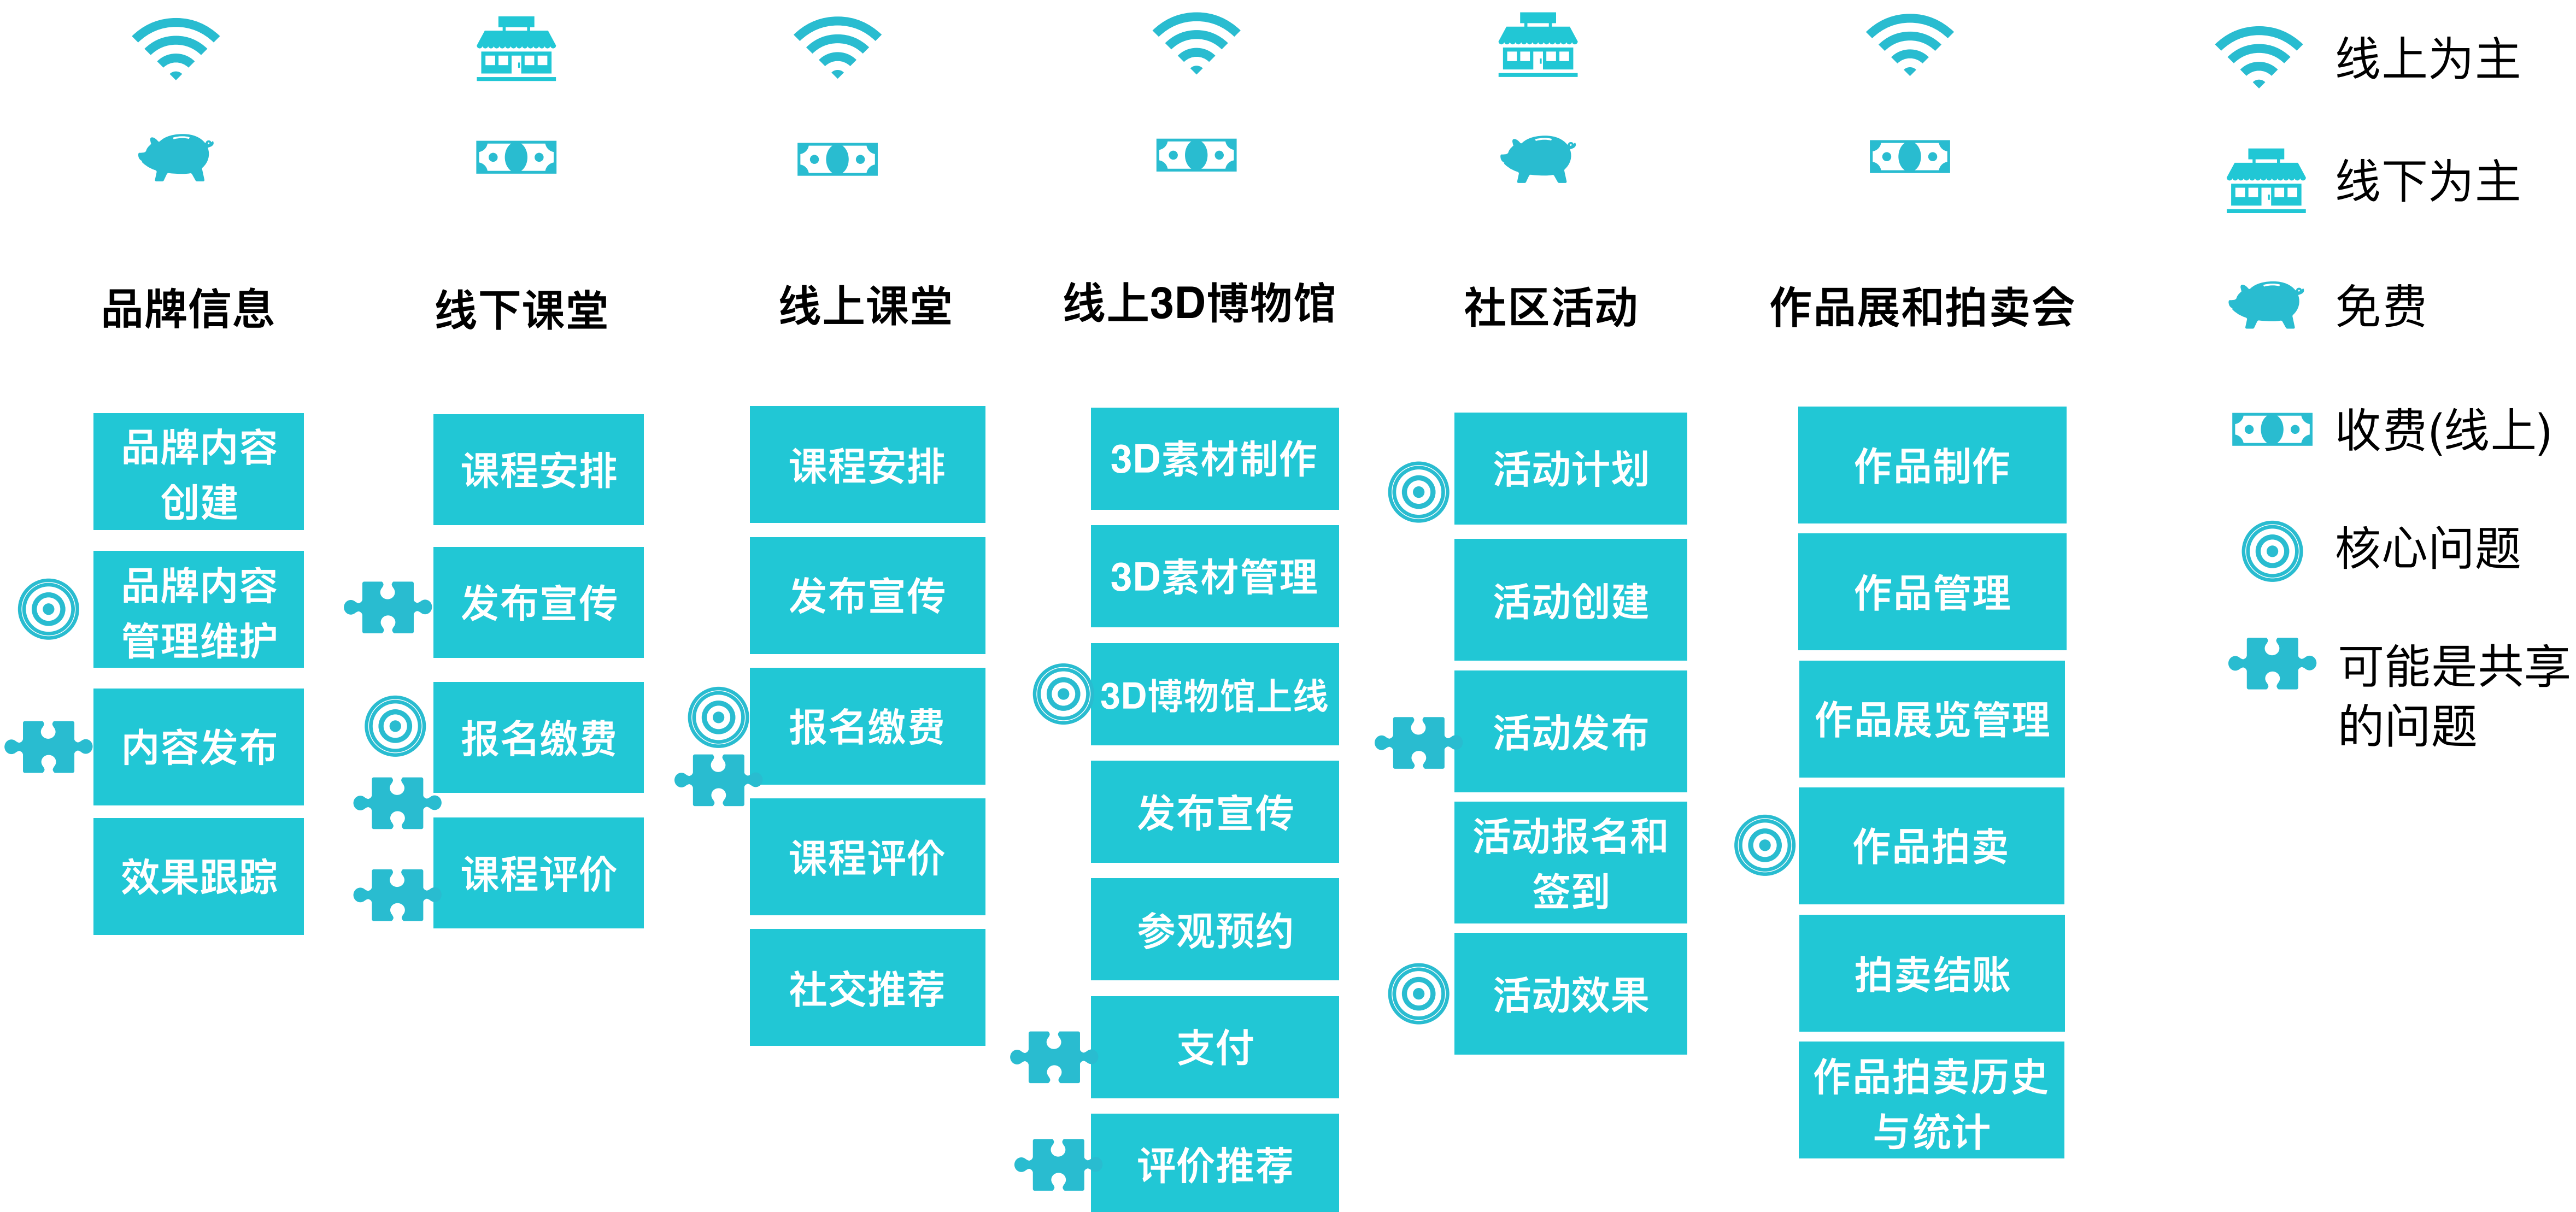 品牌信息
品牌内容
创建
品牌内容
管理维护
内容发布
效果跟踪
线下课堂
课程安排
发布宣传
报名缴费
课程评价
线上课堂
课程安排
发布宣传
报名缴费
课程评价
社交推荐
线上3D博物馆
3D素材制作
3D素材管理
3D博物馆上线
发布宣传
参观预约
支付
评价推荐
社区活动
活动计划
活动创建
活动发布
活动报名和
签到
活动效果
作品展和拍卖会
作品制作
作品管理
作品展览管理
作品拍卖
拍卖结账
作品拍卖历史
与统计
线上为主
线下为主
免费
收费(线上)
核心问题
可能是共享
的问题